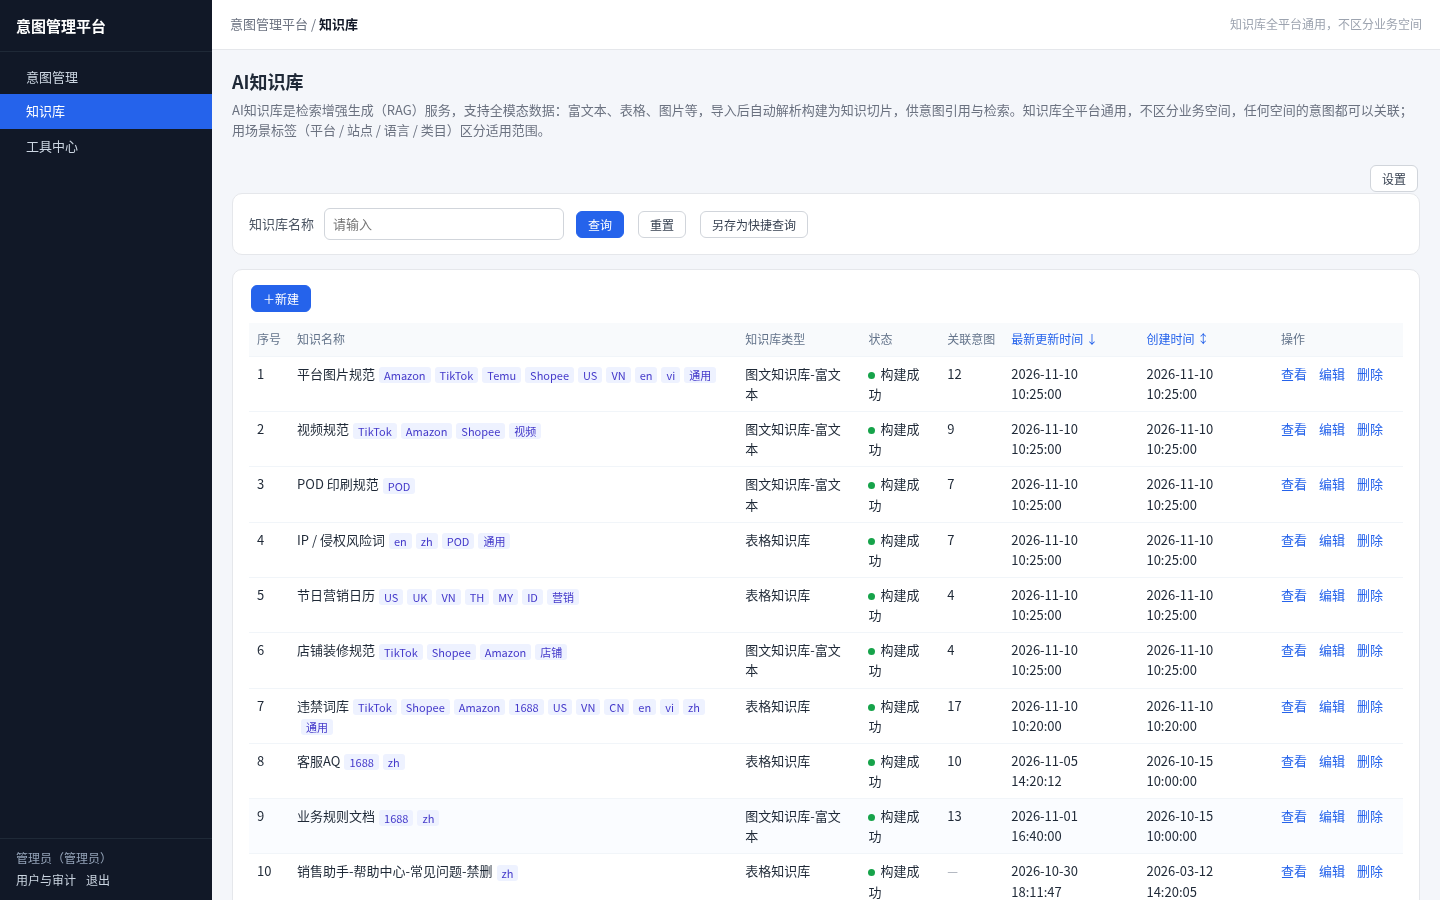 意图管理平台
意图管理
知识库
工具中心
管理员（管理员）
用户与审计 退出
意图管理平台 / 知识库
知识库全平台通用，不区分业务空间
AI知识库
AI知识库是检索增强生成（RAG）服务，支持全模态数据：富文本、表格、图片等，导入后自动解析构建为知识切片，供意图引用与检索。知识库全平台通用，不区分业务空间，任何空间的意图都可以关联；
用场景标签（平台 / 站点 / 语言 / 类目）区分适用范围。
设置
知识库名称 请输入 查询 重置 另存为快捷查询
＋新建
序号 知识名称 知识库类型 状态 关联意图 最新更新时间 ↓ 创建时间 ↕ 操作
1 平台图片规范 Amazon TikTok Temu Shopee US VN en vi 通用 图文知识库-富文 构建成 12 2026-11-10 2026-11-10 查看 编辑 删除
本 功 10:25:00 10:25:00
2 视频规范 TikTok Amazon Shopee 视频 图文知识库-富文 构建成 9 2026-11-10 2026-11-10 查看 编辑 删除
本 功 10:25:00 10:25:00
3 POD 印刷规范 POD 图文知识库-富文 构建成 7 2026-11-10 2026-11-10 查看 编辑 删除
本 功 10:25:00 10:25:00
4 IP / 侵权风险词 en zh POD 通用 表格知识库 构建成 7 2026-11-10 2026-11-10 查看 编辑 删除
功 10:25:00 10:25:00
5 节日营销日历 US UK VN TH MY ID 营销 表格知识库 构建成 4 2026-11-10 2026-11-10 查看 编辑 删除
功 10:25:00 10:25:00
6 店铺装修规范 TikTok Shopee Amazon 店铺 图文知识库-富文 构建成 4 2026-11-10 2026-11-10 查看 编辑 删除
本 功 10:25:00 10:25:00
7 违禁词库 TikTok Shopee Amazon 1688 US VN CN en vi zh 表格知识库 构建成 17 2026-11-10 2026-11-10 查看 编辑 删除
通用 功 10:20:00 10:20:00
8 客服AQ 1688 zh 表格知识库 构建成 10 2026-11-05 2026-10-15 查看 编辑 删除
功 14:20:12 10:00:00
9 业务规则文档 1688 zh 图文知识库-富文 构建成 13 2026-11-01 2026-10-15 查看 编辑 删除
本 功 16:40:00 10:00:00
10 销售助手-帮助中心-常见问题-禁删 zh 表格知识库 构建成 — 2026-10-30 2026-03-12 查看 编辑 删除
功 18:11:47 14:20:05